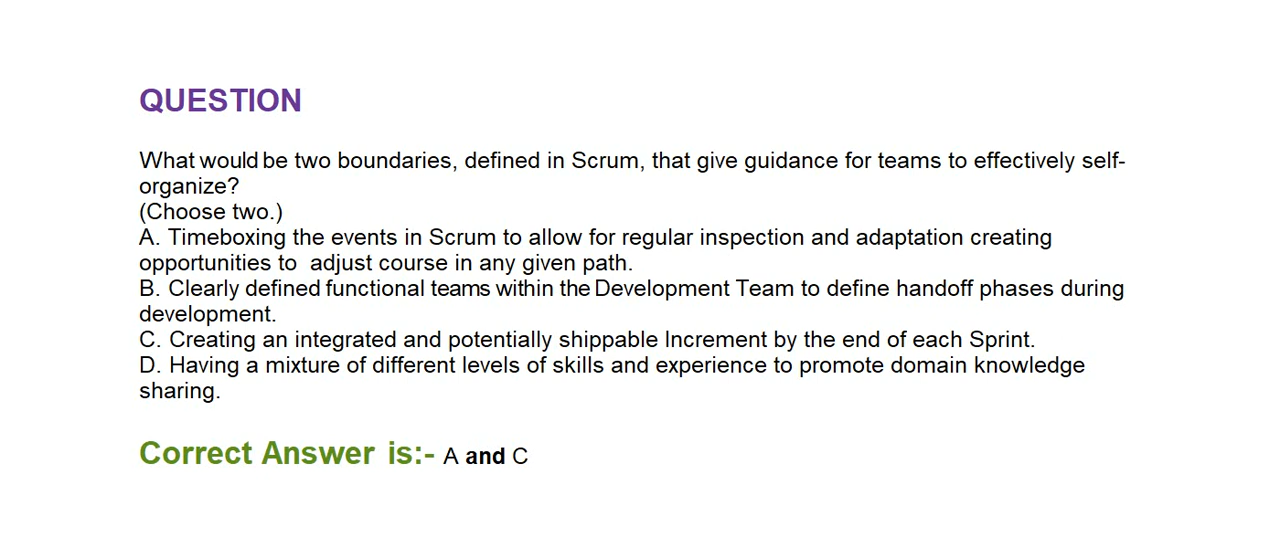 QUESTION
What would be two boundaries, defined in Scrum, that give guidance for teams to effectively self-
organize?
(Choose two.)
A. Timeboxing the events in Scrum to allow for regular inspection and adaptation creating
opportunities to adjust course in any given path.
B. Clearly defined functional teams within the Development Team to define handoff phases during
development.
C. Creating an integrated and potentially shippable Increment by the end of each Sprint.
D. Having a mixture of different levels of skills and experience to promote domain knowledge
sharing.
Correct Answer is:- A and C